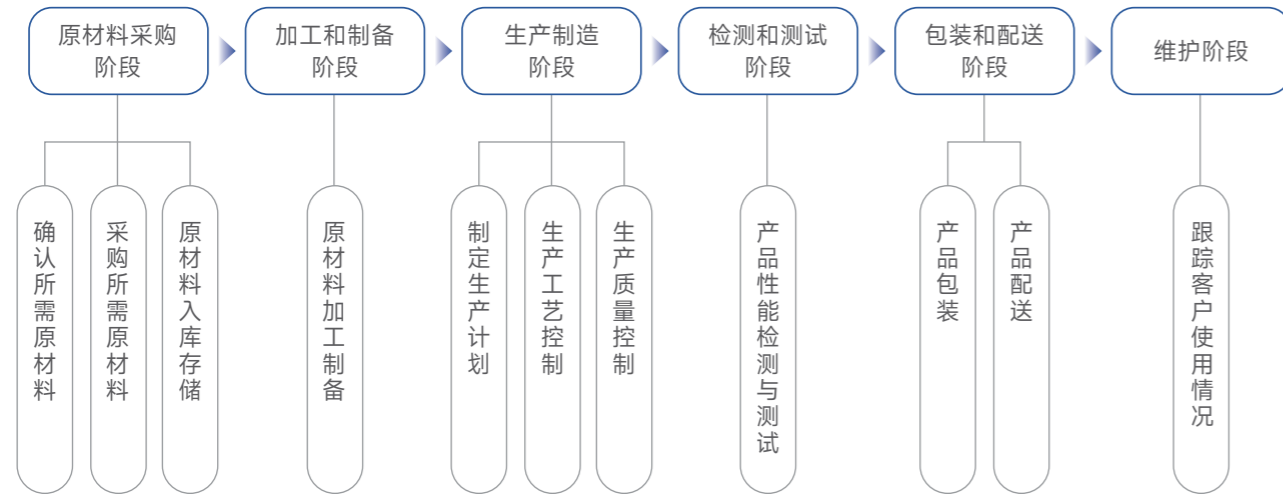 原材料采购
阶段
加工和制备
阶段
生产制造
阶段
检测和测试
阶段
包装和配送
阶段
维护阶段
确认所需原材料
采购所需原材料
原材料入库存储
原材料加工制备
制定生产计划
生产工艺控制
生产质量控制
产品性能检测与测试
产品包装
产品配送
跟踪客户使用情况